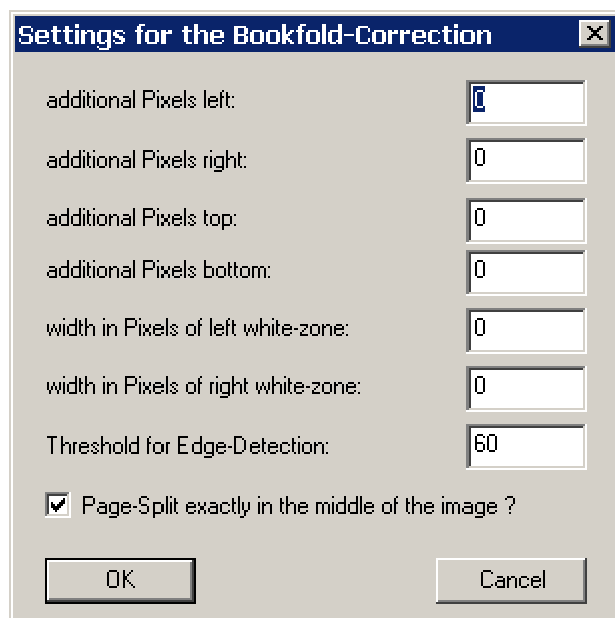 Settings for the Bookfold-Correction
additional Pixels left: 0
additional Pixels right: 0
additional Pixels top: 0
additional Pixels bottom: 0
width in Pixels of left white-zone: 0
width in Pixels of right white-zone: 0
Threshold for Edge-Detection: 60
Page-Split exactly in the middle of the image ?
OK Cancel